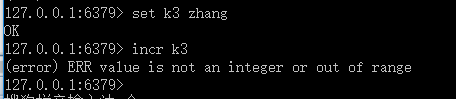 127.0.0.1:6379> set k3 zhang
OK
127.0.0.1:6379> incr k3
(error) ERR value is not an integer or out of range
127.0.0.1:6379>